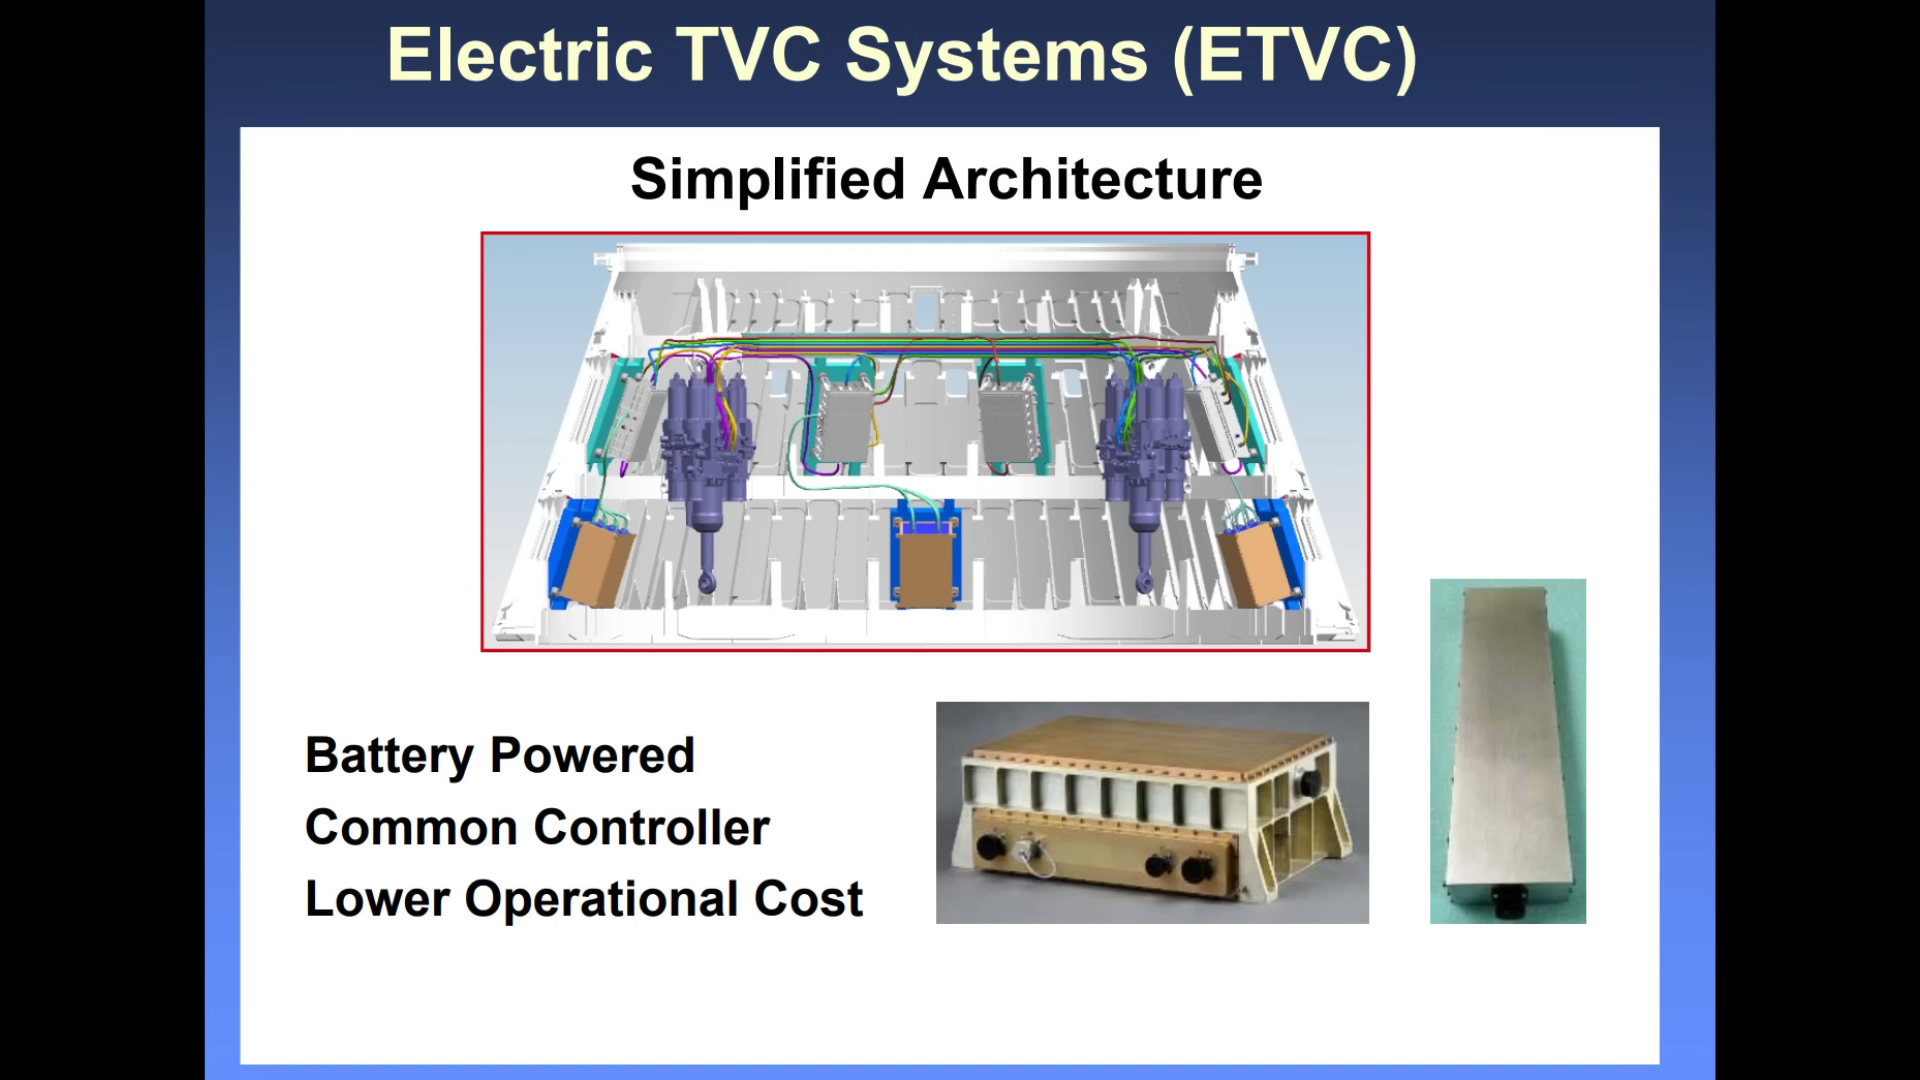 Electric TVC Systems (ETVC)
Simplified Architecture
Battery Powered
Common Controller
Lower Operational Cost